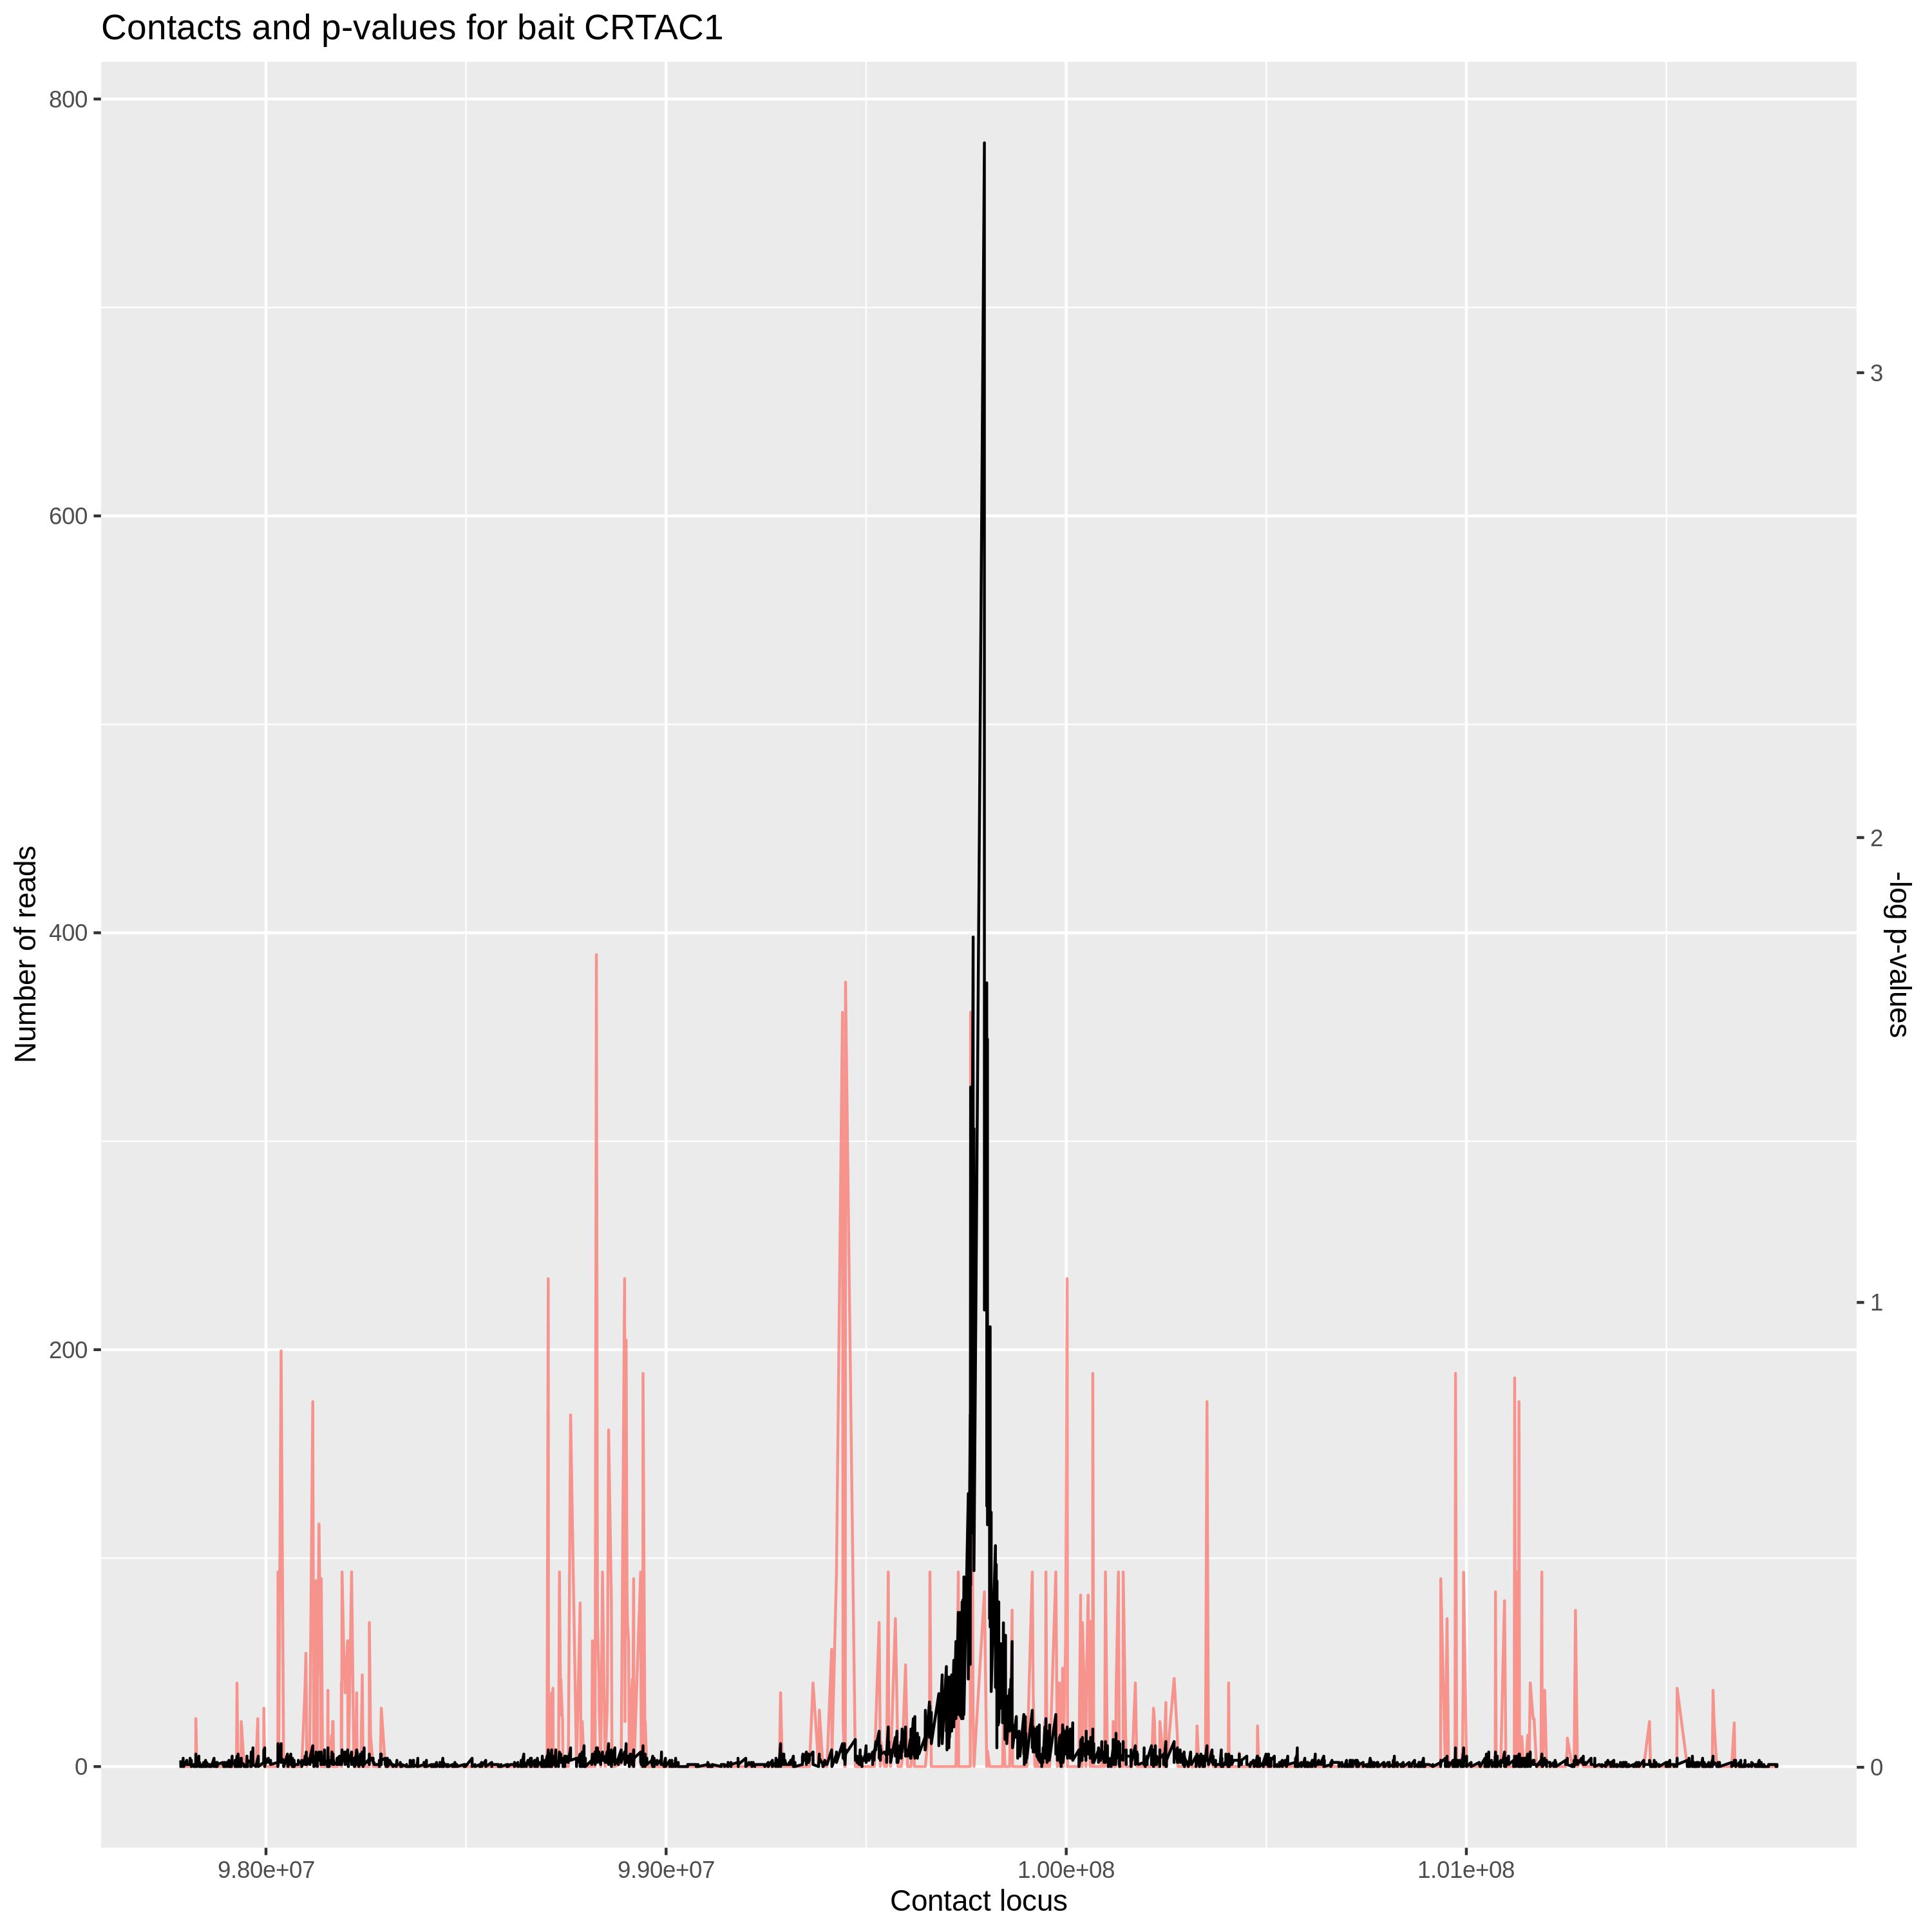 Contacts and p-values for bait CRTAC1
800
600
400
200
0
Number of reads
3
2
1
0
-log p-values
9.80e+07
9.90e+07
1.00e+08
1.01e+08
Contact locus